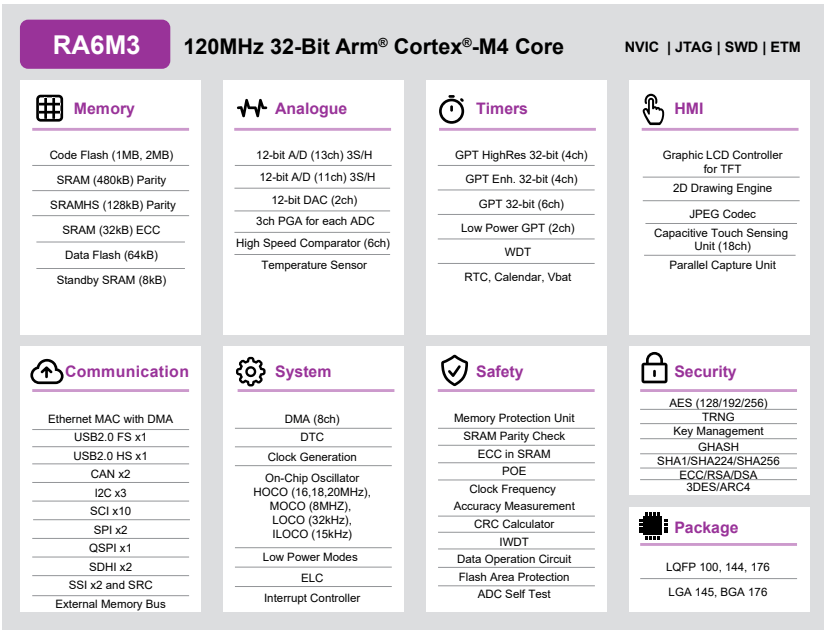 RA6M3
120MHz 32-Bit Arm® Cortex®-M4 Core
NVIC | JTAG | SWD | ETM
Memory
Code Flash (1MB, 2MB)
SRAM (480kB) Parity
SRAMHS (128kB) Parity
SRAM (32kB) ECC
Data Flash (64kB)
Standby SRAM (8kB)
Analogue
12-bit A/D (13ch) 3S/H
12-bit A/D (11ch) 3S/H
12-bit DAC (2ch)
3ch PGA for each ADC
High Speed Comparator (6ch)
Temperature Sensor
Timers
GPT HighRes 32-bit (4ch)
GPT Enh. 32-bit (4ch)
GPT 32-bit (6ch)
Low Power GPT (2ch)
WDT
RTC, Calendar, Vbat
HMI
Graphic LCD Controller
for TFT
2D Drawing Engine
JPEG Codec
Capacitive Touch Sensing
Unit (18ch)
Parallel Capture Unit
Communication
Ethernet MAC with DMA
USB2.0 FS x1
USB2.0 HS x1
CAN x2
I2C x3
SCI x10
SPI x2
QSPI x1
SDHI x2
SSI x2 and SRC
External Memory Bus
System
DMA (8ch)
DTC
Clock Generation
On-Chip Oscillator
HOCO (16,18,20MHz),
MOCO (8MHZ),
LOCO (32kHz),
ILOCO (15kHz)
Low Power Modes
ELC
Interrupt Controller
Safety
Memory Protection Unit
SRAM Parity Check
ECC in SRAM
POE
Clock Frequency
Accuracy Measurement
CRC Calculator
IWDT
Data Operation Circuit
Flash Area Protection
ADC Self Test
Security
AES (128/192/256)
TRNG
Key Management
GHASH
SHA1/SHA224/SHA256
ECC/RSA/DSA
3DES/ARC4
Package
LQFP 100, 144, 176
LGA 145, BGA 176